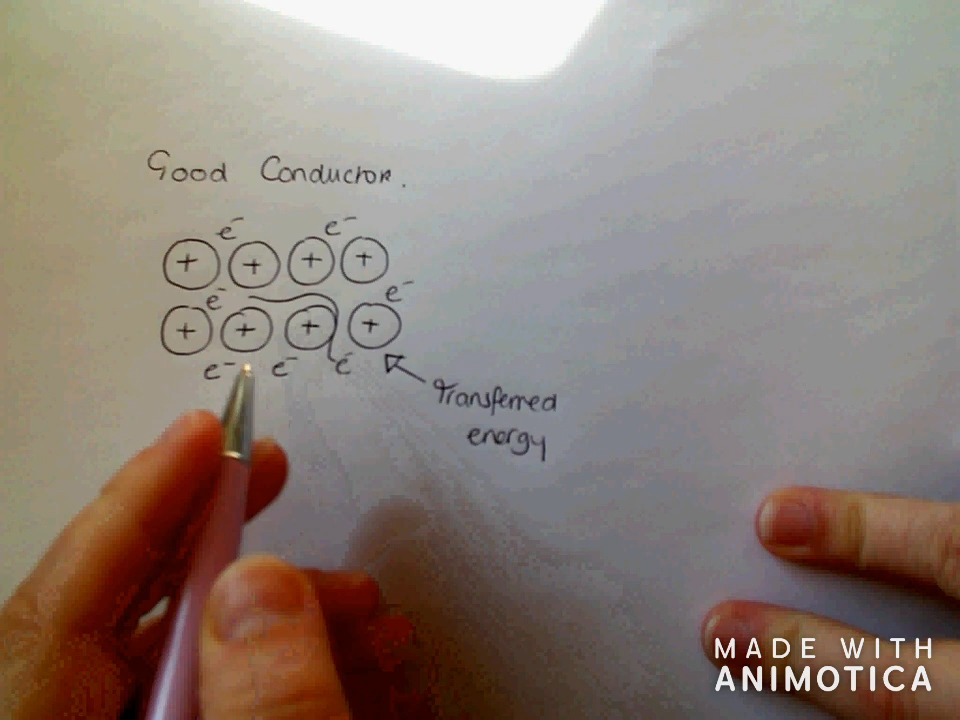 Good Conductor.
e⁻ e⁻
+ + + +
e⁻ e⁻
+ + + +
e⁻ e⁻ e⁻
Transferred
energy
MADE WITH
ANIMOTICA